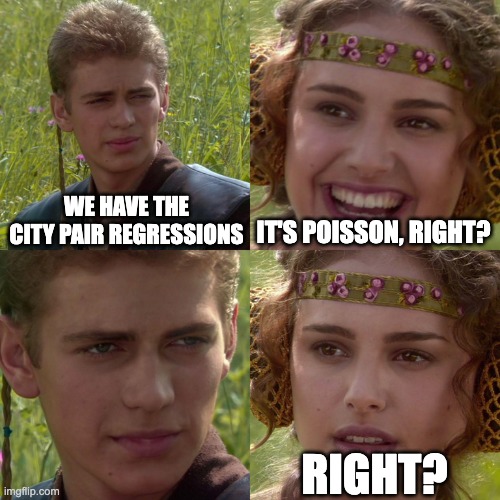 WE HAVE THE
CITY PAIR REGRESSIONS
IT'S POISSON, RIGHT?
RIGHT?
imgflip.com